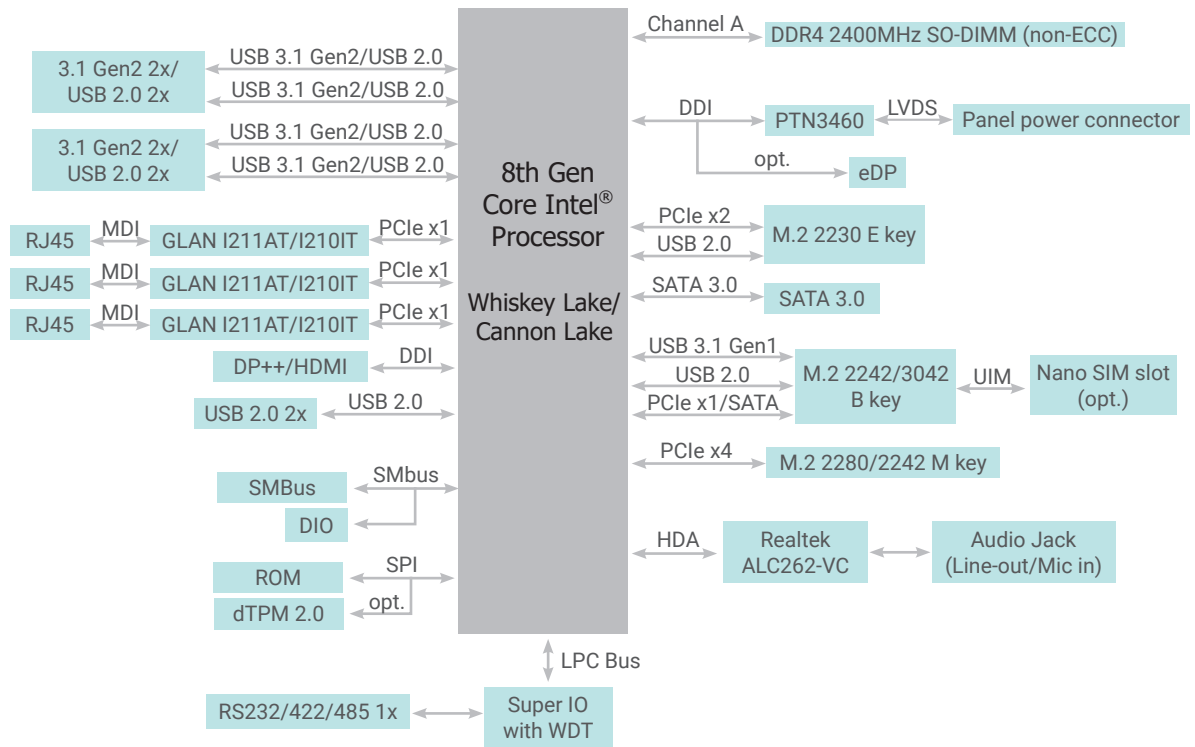 3.1 Gen2 2x/
USB 2.0 2x
USB 3.1 Gen2/USB 2.0
USB 3.1 Gen2/USB 2.0
3.1 Gen2 2x/
USB 2.0 2x
USB 3.1 Gen2/USB 2.0
USB 3.1 Gen2/USB 2.0
RJ45
MDI
GLAN I211AT/I210IT
PCIe x1
RJ45
MDI
GLAN I211AT/I210IT
PCIe x1
RJ45
MDI
GLAN I211AT/I210IT
PCIe x1
DP++/HDMI
DDI
USB 2.0 2x
USB 2.0
SMBus
SMbus
DIO
ROM
SPI
dTPM 2.0
opt.
8th Gen
Core Intel®
Processor
Whiskey Lake/
Cannon Lake
Channel A
DDR4 2400MHz SO-DIMM (non-ECC)
DDI
PTN3460
LVDS
Panel power connector
opt.
eDP
PCIe x2
USB 2.0
M.2 2230 E key
SATA 3.0
SATA 3.0
USB 3.1 Gen1
USB 2.0
PCIe x1/SATA
M.2 2242/3042
B key
UIM
Nano SIM slot
(opt.)
PCIe x4
M.2 2280/2242 M key
HDA
Realtek
ALC262-VC
Audio Jack
(Line-out/Mic in)
LPC Bus
RS232/422/485 1x
Super IO
with WDT